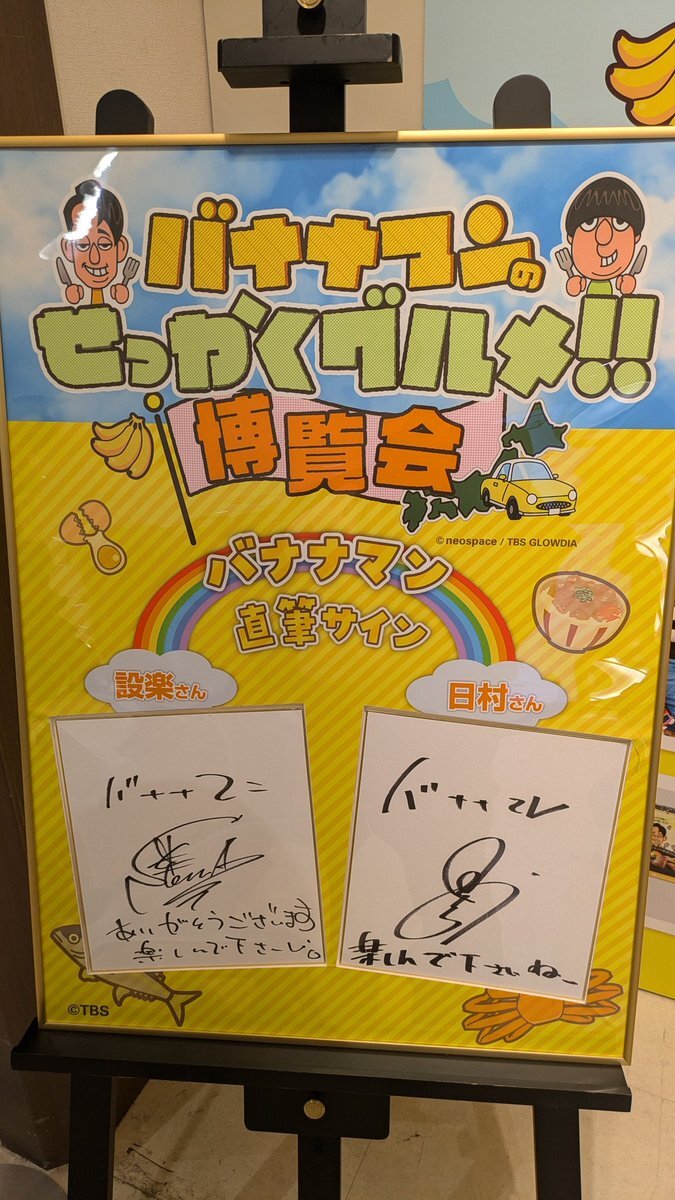 バナナマンの
せっかくグルメ!!
博覧会
©neospace / TBS GLOWDIA
バナナマン
直筆サイン
設楽さん
日村さん
バナナマン
ありがとうございます
楽しんで下さーい。
バナナマン
楽しんで下さいねー
©TBS